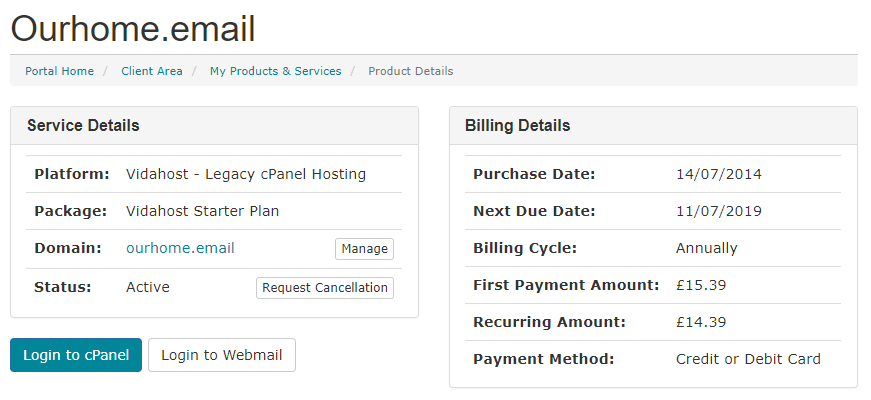 Ourhome.email
Portal Home / Client Area / My Products & Services / Product Details
Service Details
Platform: Vidahost - Legacy cPanel Hosting
Package: Vidahost Starter Plan
Domain: ourhome.email Manage
Status: Active Request Cancellation
Login to cPanel Login to Webmail
Billing Details
Purchase Date: 14/07/2014
Next Due Date: 11/07/2019
Billing Cycle: Annually
First Payment Amount: £15.39
Recurring Amount: £14.39
Payment Method: Credit or Debit Card